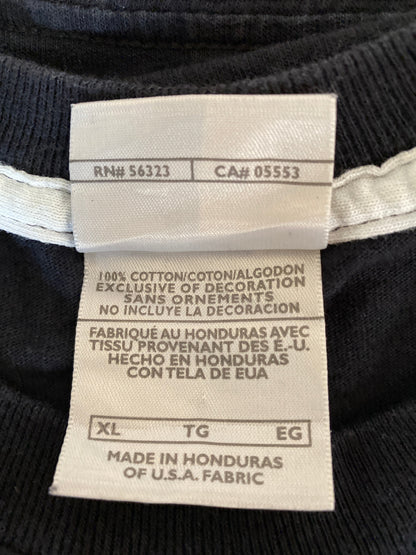 RN# 56323 CA# 05553
100% COTTON/COTON/ALGODON
EXCLUSIVE OF DECORATION
SANS ORNEMENTS
NO INCLUYE LA DECORACION
FABRIQUÉ AU HONDURAS AVEC
TISSU PROVENANT DES É.-U.
HECHO EN HONDURAS
CON TELA DE EUA
XL TG EG
MADE IN HONDURAS
OF U.S.A. FABRIC